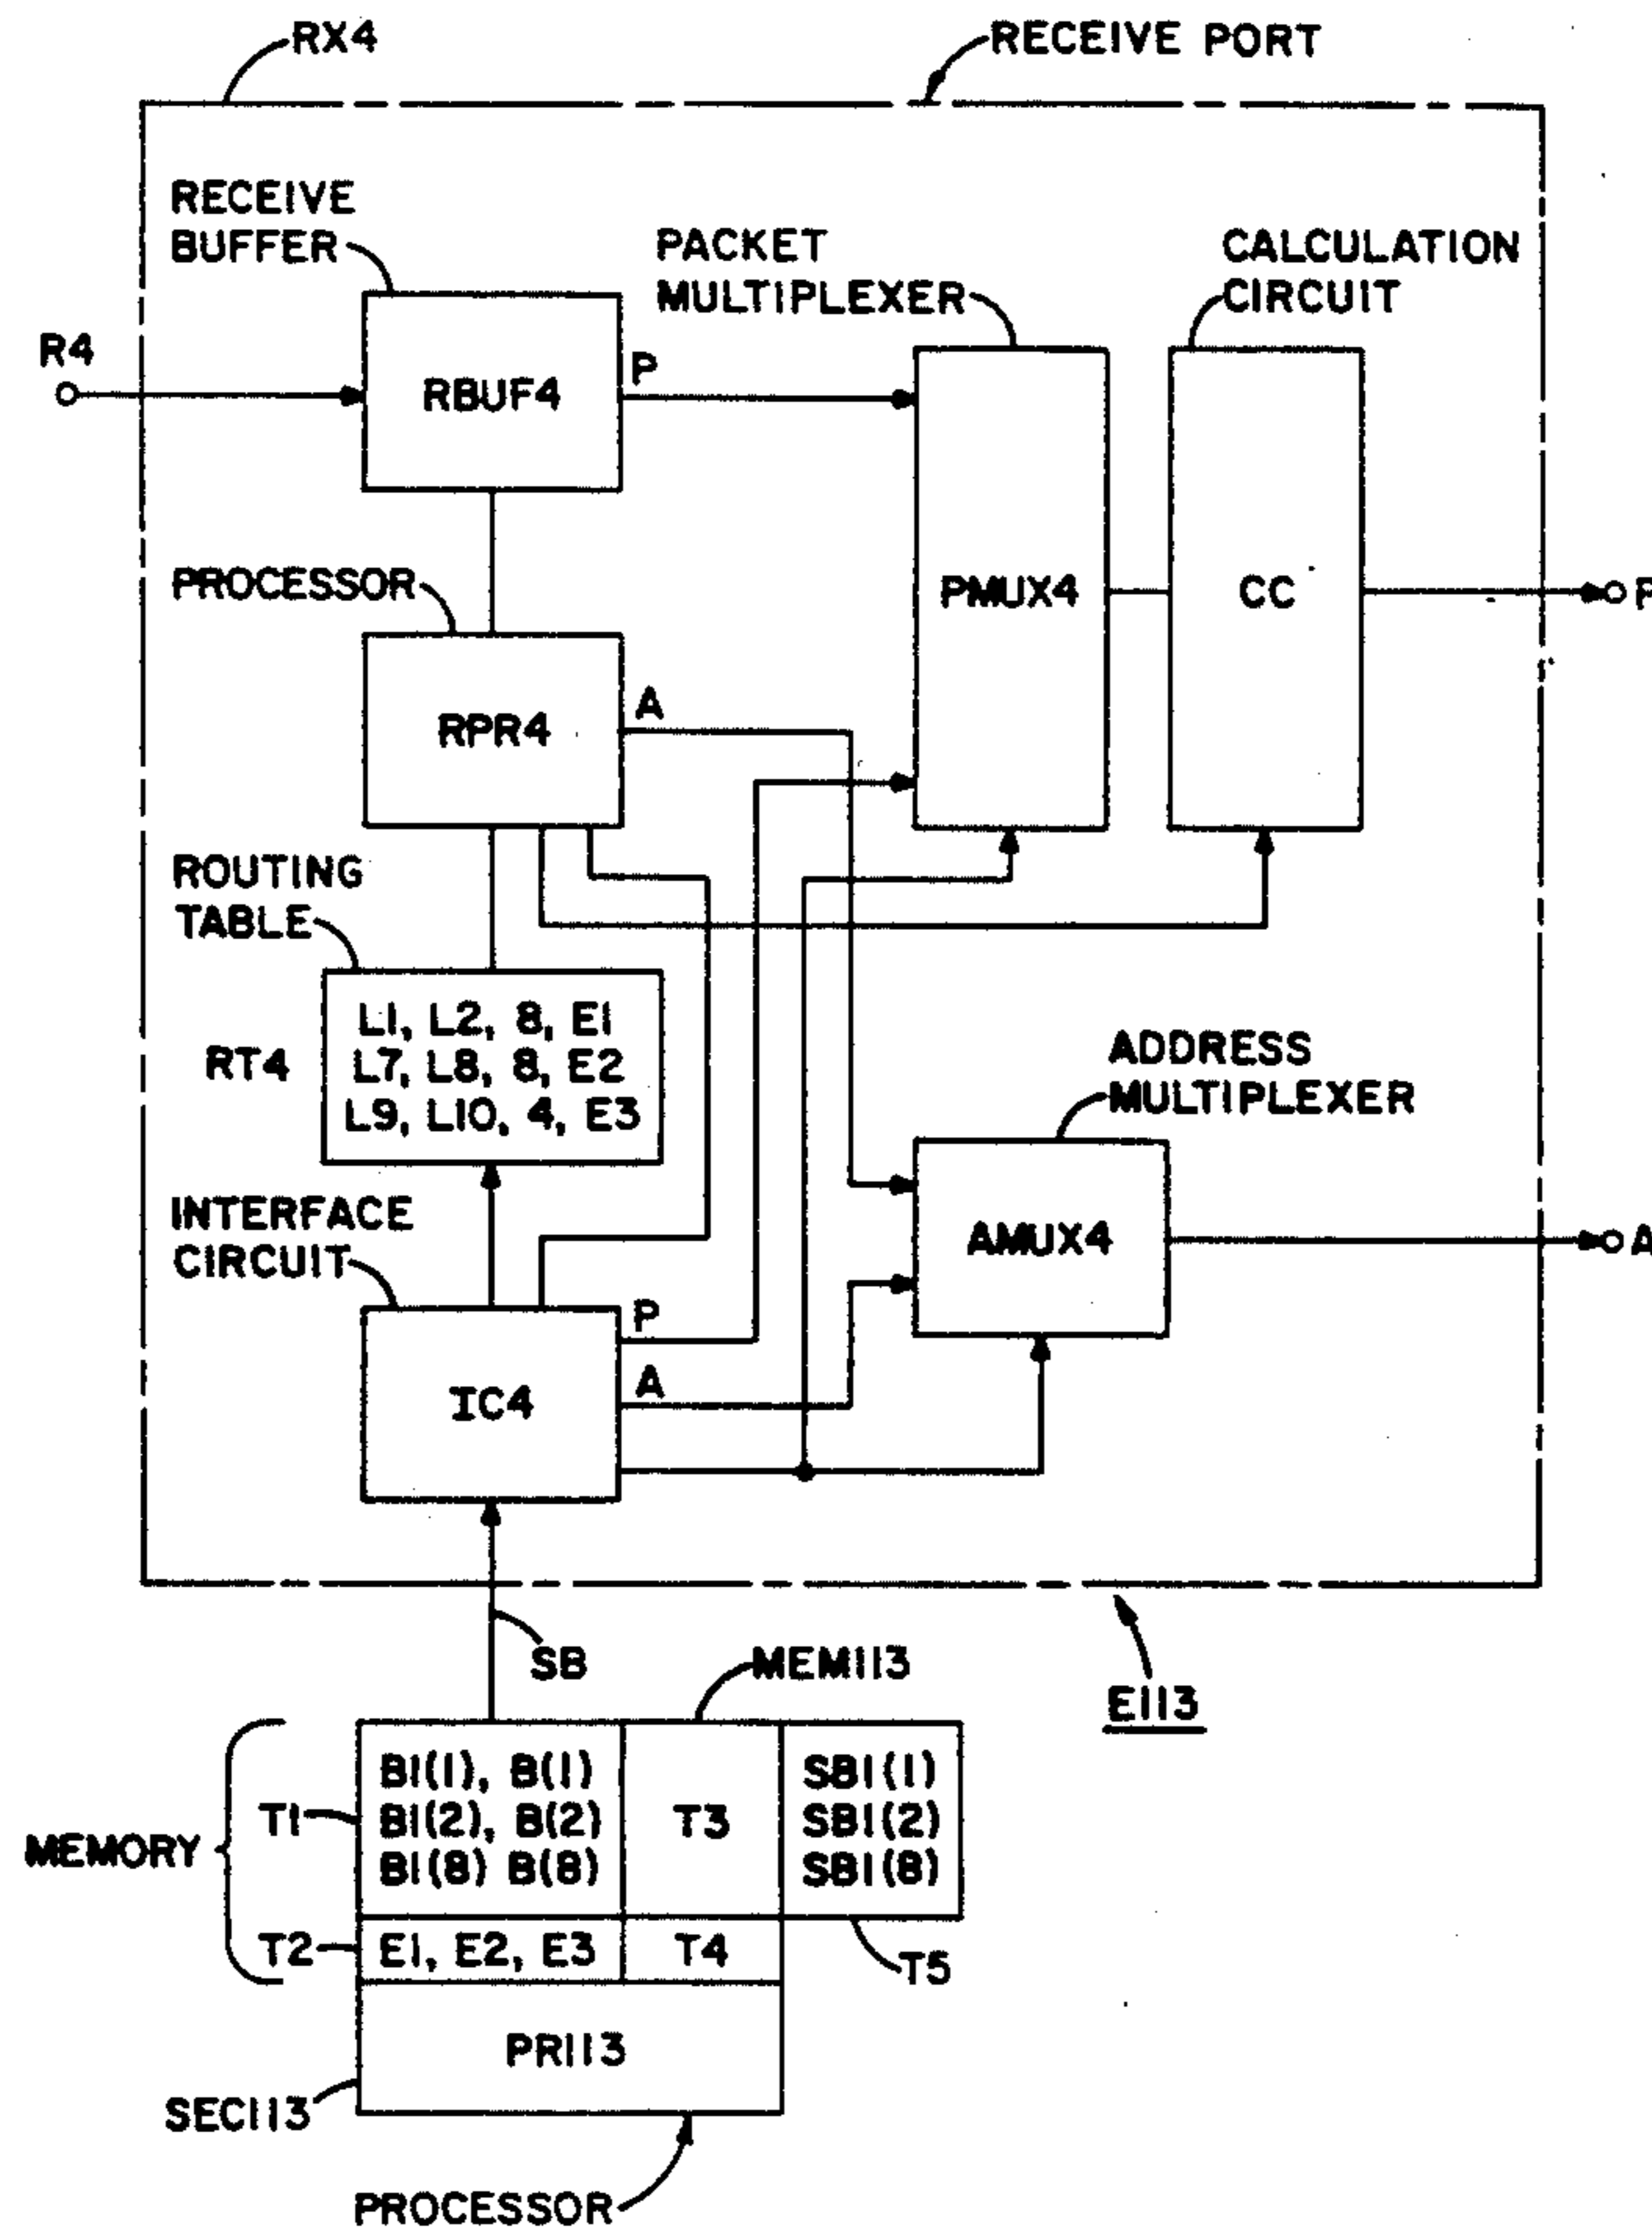 RX4
RECEIVE PORT
RECEIVE
BUFFER
PACKET
MULTIPLEXER
CALCULATION
CIRCUIT
R4
RBUF4
P
PROCESSOR
PMUX4
CC
P
RPR4
A
ROUTING
TABLE
RT4
L1, L2, 8, E1
L7, L8, 8, E2
L9, L10, 4, E3
ADDRESS
MULTIPLEXER
INTERFACE
CIRCUIT
AMUX4
A
P
A
IC4
SB
MEM113
E113
MEMORY
T1
B1(1), B(1)
B1(2), B(2)
B1(8) B(8)
T3
SB1(1)
SB1(2)
SB1(8)
T2
E1, E2, E3
T4
T5
PR113
SEC113
PROCESSOR